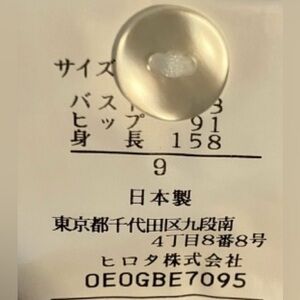 サイズ
バス 3
ヒップ 91
身長 158
9
日本製
東京都千代田区九段南
4丁目8番8号
ヒロタ株式会社
OEOGBE7095